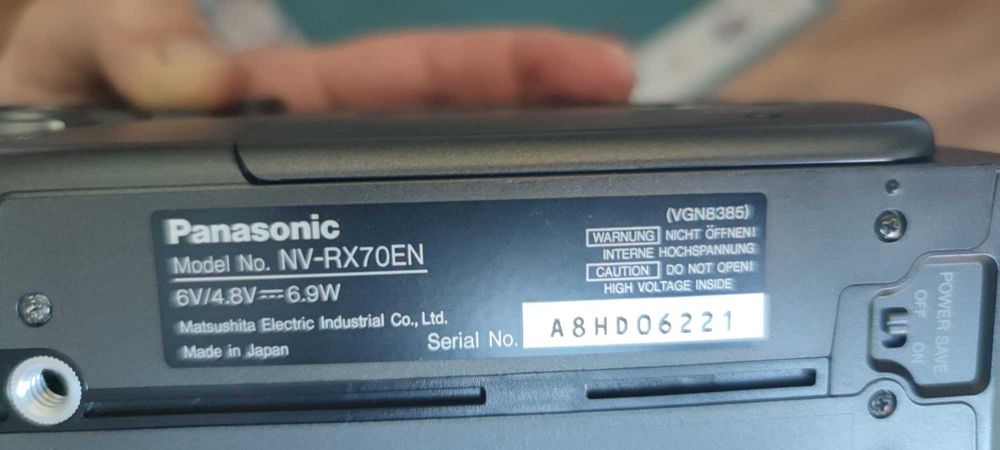 Panasonic
Model No. NV-RX70EN
6V/4.8V⎓6.9W
Matsushita Electric Industrial Co., Ltd.
Made in Japan
(VGN8385)
WARNUNG NICHT ÖFFNEN!
INTERNE HOCHSPANNUNG
CAUTION DO NOT OPEN!
HIGH VOLTAGE INSIDE
Serial No. A8HD06221
POWER SAVE
OFF ON